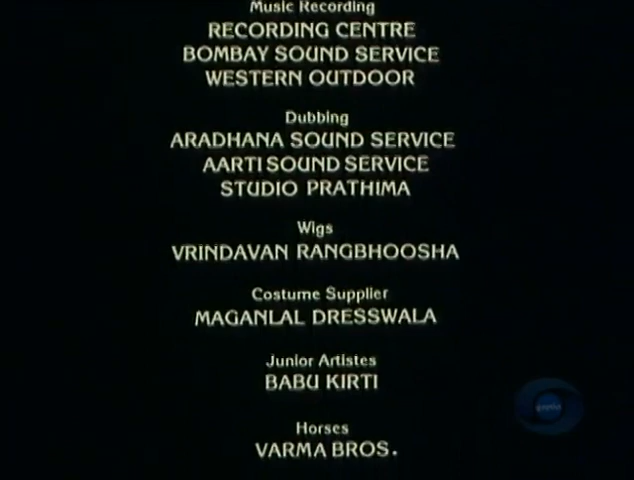 Music Recording
RECORDING CENTRE
BOMBAY SOUND SERVICE
WESTERN OUTDOOR
Dubbing
ARADHANA SOUND SERVICE
AARTI SOUND SERVICE
STUDIO PRATHIMA
Wigs
VRINDAVAN RANGBHOOSHA
Costume Supplier
MAGANLAL DRESSWALA
Junior Artistes
BABU KIRTI
Horses
VARMA BROS.